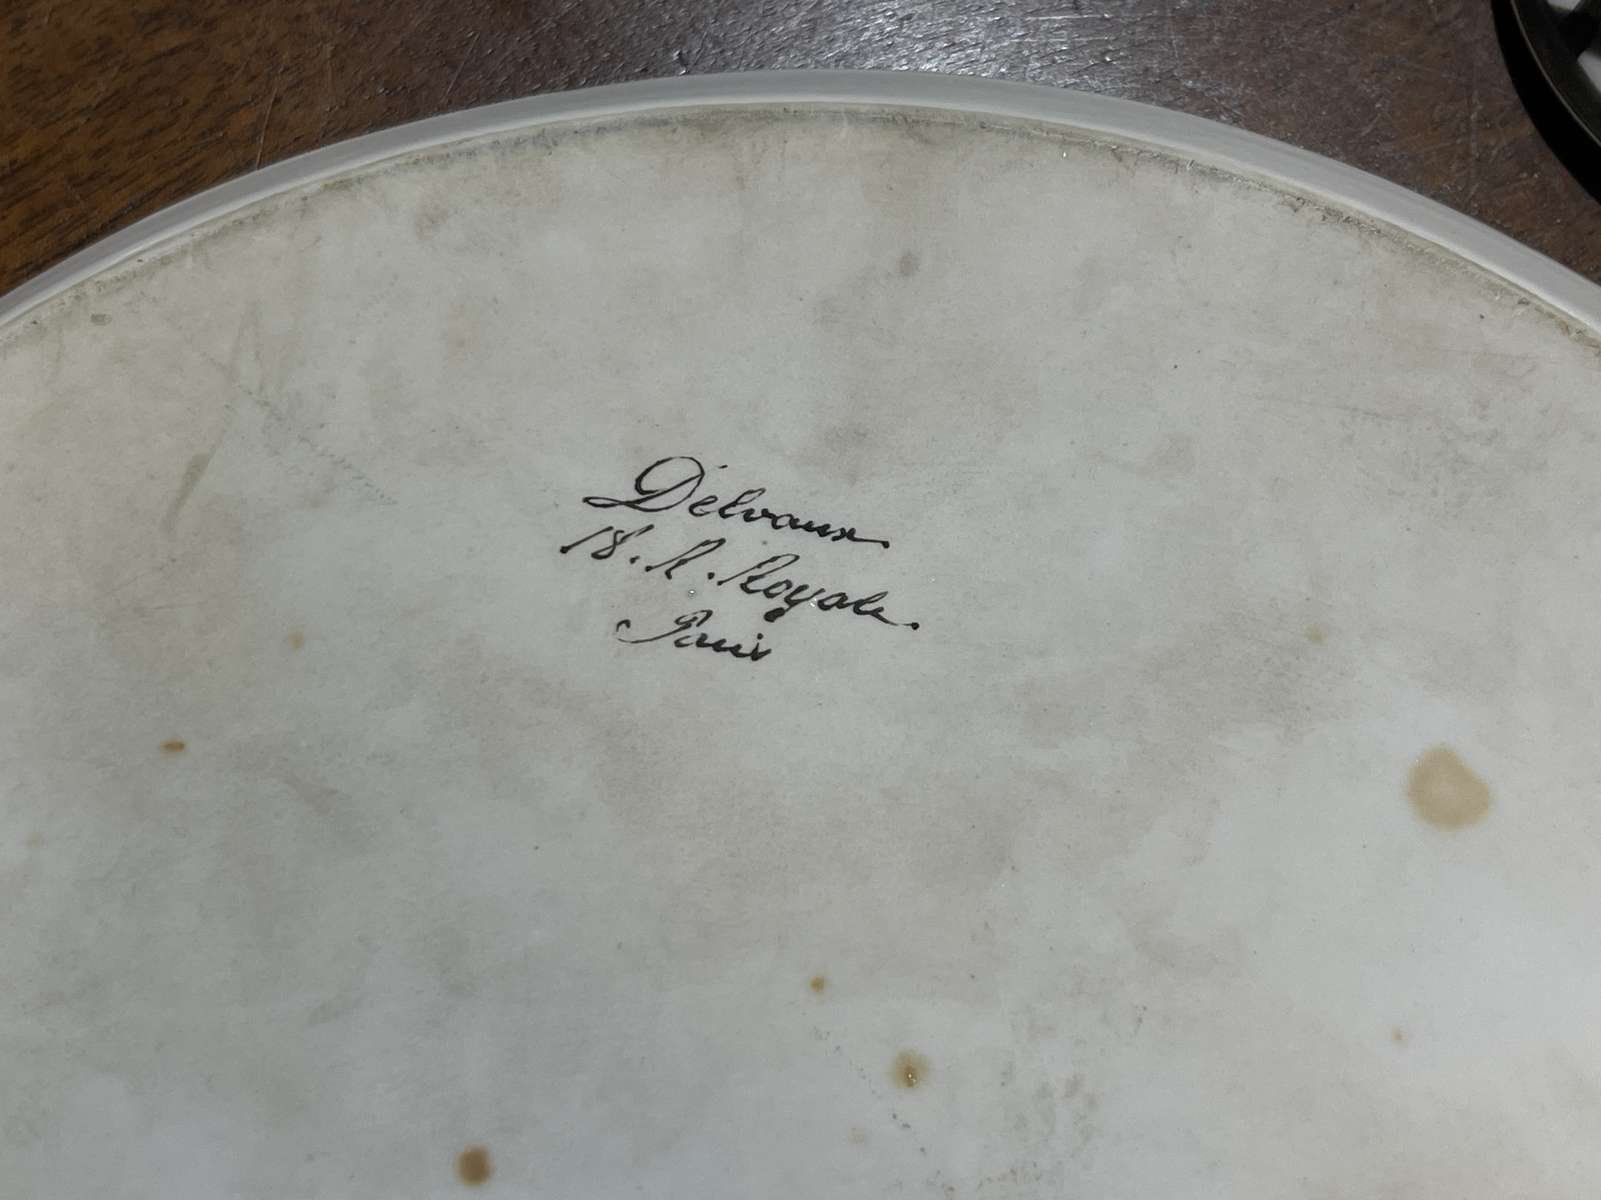 Delvaux.
18. R. Royale.
Paris